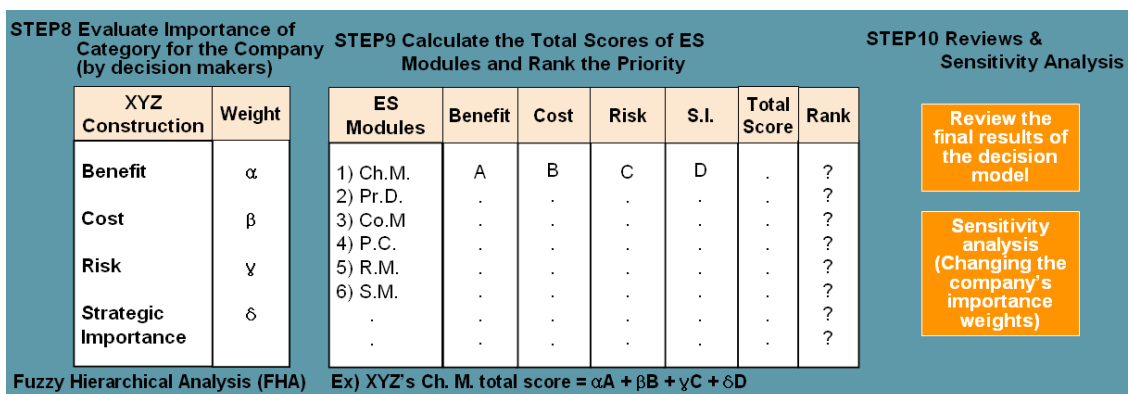 STEP8 Evaluate Importance of
Category for the Company
(by decision makers)
XYZ
Construction
Weight
Benefit
α
Cost
β
Risk
ɣ
Strategic
Importance
δ
Fuzzy Hierarchical Analysis (FHA)
STEP9 Calculate the Total Scores of ES
Modules and Rank the Priority
ES
Modules
Benefit
Cost
Risk
S.I.
Total
Score
Rank
1) Ch.M. A B C D . ?
2) Pr.D. . . . . . ?
3) Co.M . . . . . ?
4) P.C. . . . . . ?
5) R.M. . . . . . ?
6) S.M. . . . . . ?
. . . . . . ?
. . . . . . ?
Ex) XYZ's Ch. M. total score = αA + βB + ɣC + δD
STEP10 Reviews &
Sensitivity Analysis
Review the
final results of
the decision
model
Sensitivity
analysis
(Changing the
company's
importance
weights)